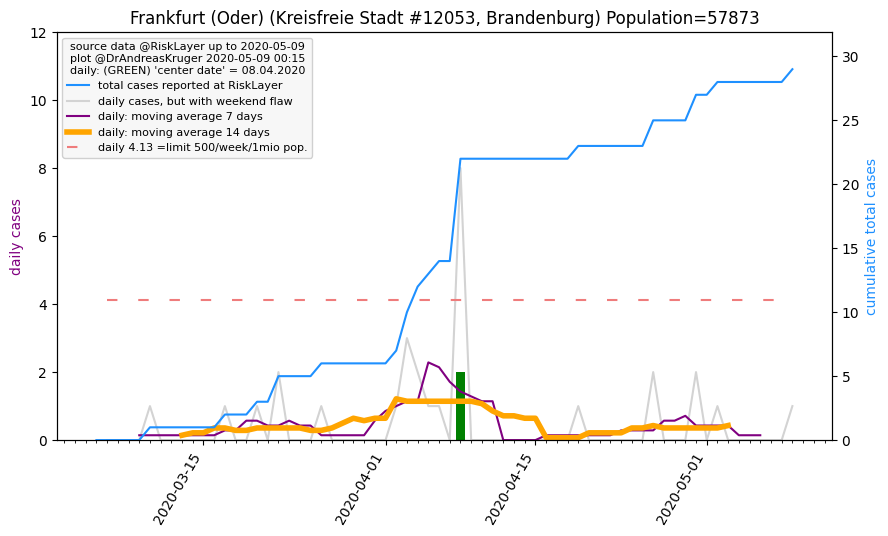 Frankfurt (Oder) (Kreisfreie Stadt #12053, Brandenburg) Population=57873
source data @RiskLayer up to 2020-05-09
plot @DrAndreasKruger 2020-05-09 00:15
daily: (GREEN) 'center date' = 08.04.2020
total cases reported at RiskLayer
daily cases, but with weekend flaw
daily: moving average 7 days
daily: moving average 14 days
daily 4.13 =limit 500/week/1mio pop.
daily cases
12
10
8
6
4
2
0
cumulative total cases
30
25
20
15
10
5
0
2020-03-15
2020-04-01
2020-04-15
2020-05-01